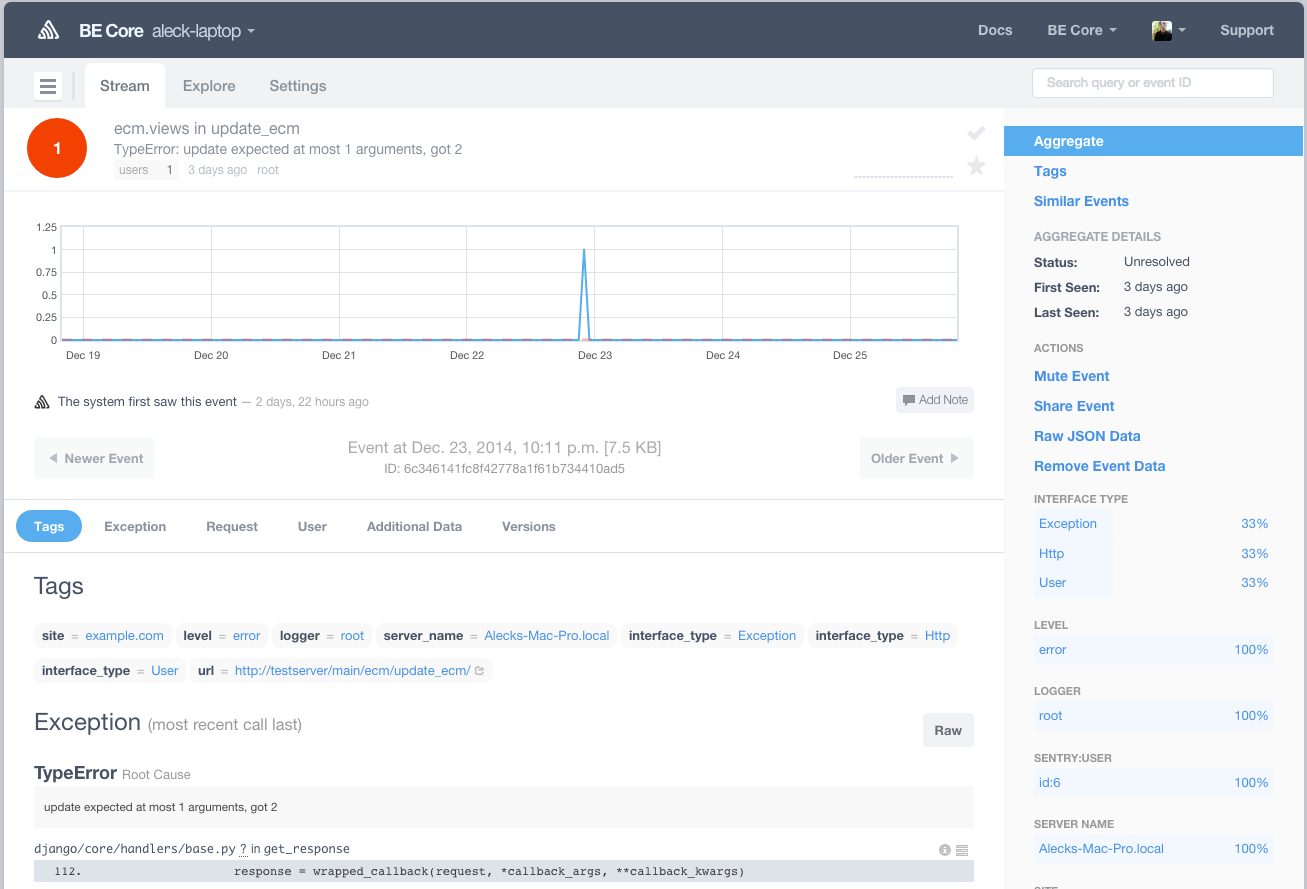 BE Core aleck-laptop
Docs
BE Core
Support
Stream
Explore
Settings
Search query or event ID
1
ecm.views in update_ecm
TypeError: update expected at most 1 arguments, got 2
users 1 3 days ago root
1.25
1
0.75
0.5
0.25
0
Dec 19
Dec 20
Dec 21
Dec 22
Dec 23
Dec 24
Dec 25
The system first saw this event — 2 days, 22 hours ago
Add Note
Newer Event
Event at Dec. 23, 2014, 10:11 p.m. [7.5 KB]
ID: 6c346141fc8f42778a1f61b734410ad5
Older Event
Tags
Exception
Request
User
Additional Data
Versions
Tags
site = example.com
level = error
logger = root
server_name = Alecks-Mac-Pro.local
interface_type = Exception
interface_type = Http
interface_type = User
url = http://testserver/main/ecm/update_ecm/
Exception (most recent call last)
Raw
TypeError Root Cause
update expected at most 1 arguments, got 2
django/core/handlers/base.py ? in get_response
112. response = wrapped_callback(request, *callback_args, **callback_kwargs)
Aggregate
Tags
Similar Events
AGGREGATE DETAILS
Status: Unresolved
First Seen: 3 days ago
Last Seen: 3 days ago
ACTIONS
Mute Event
Share Event
Raw JSON Data
Remove Event Data
INTERFACE TYPE
Exception 33%
Http 33%
User 33%
LEVEL
error 100%
LOGGER
root 100%
SENTRY:USER
id:6 100%
SERVER NAME
Alecks-Mac-Pro.local 100%